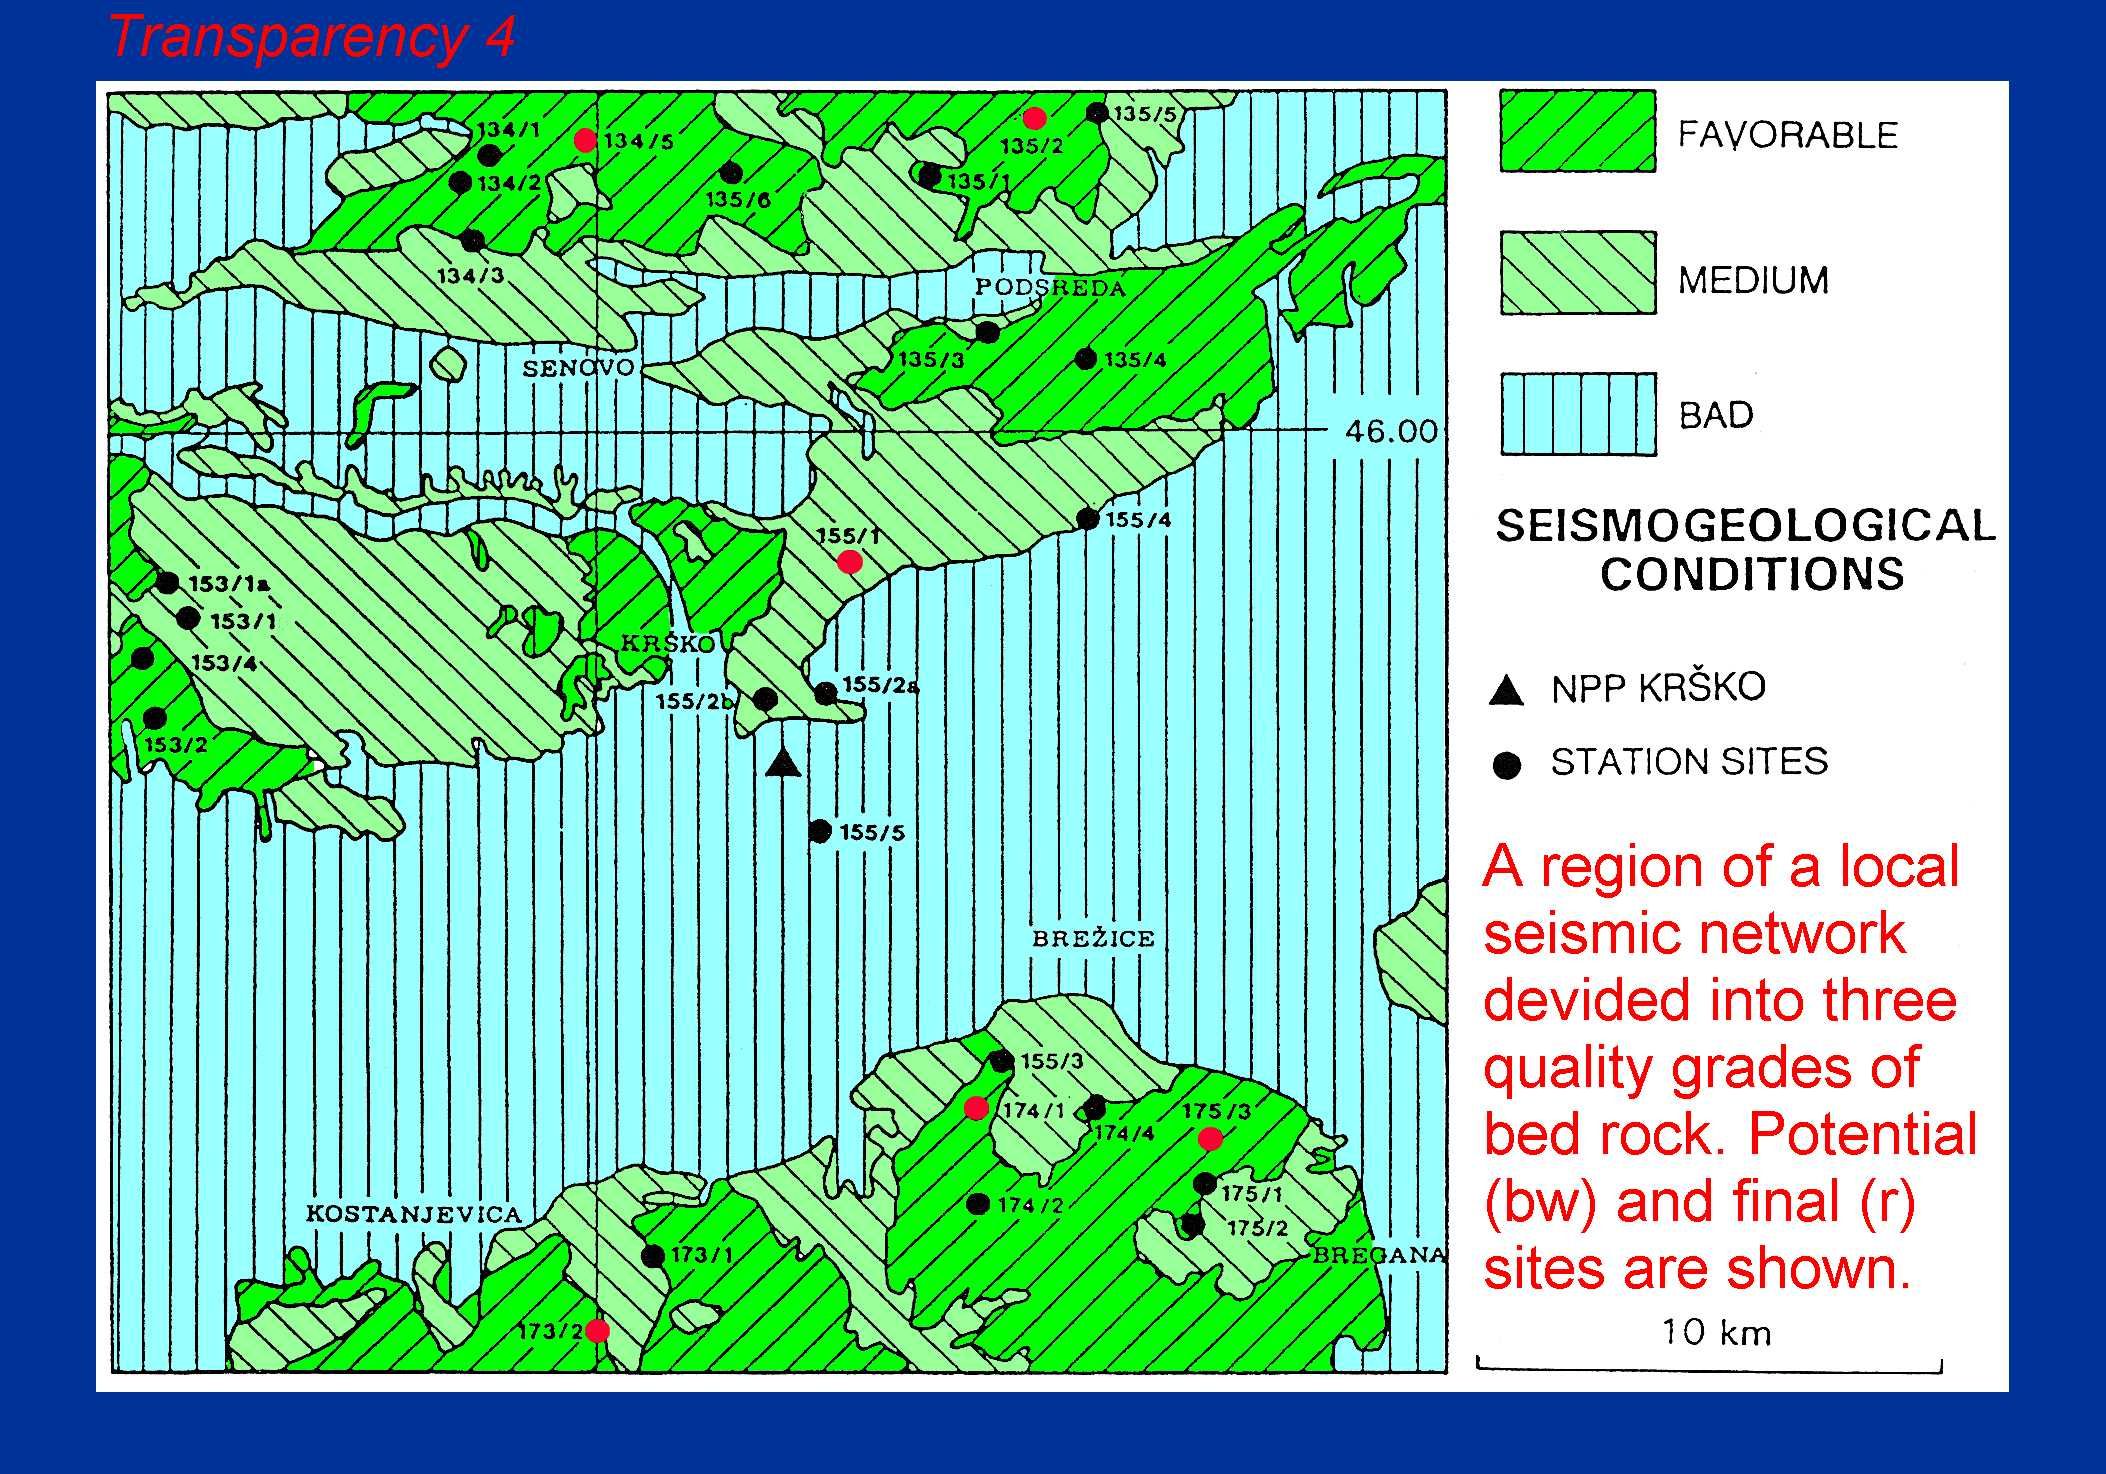 Transparency 4
134/1
134/5
134/2
134/3
135/6
135/5
135/2
135/1
PODSREDA
SENOVO
135/3
135/4
46.00
155/1
155/4
153/1a
153/1
153/4
153/2
KRŠKO
155/2b
155/2a
155/5
BREŽICE
155/3
174/1
174/4
175/3
174/2
175/1
175/2
KOSTANJEVICA
173/1
BREGANA
173/2
FAVORABLE
MEDIUM
BAD
SEISMOGEOLOGICAL
CONDITIONS
NPP KRŠKO
STATION SITES
A region of a local
seismic network
devided into three
quality grades of
bed rock. Potential
(bw) and final (r)
sites are shown.
10 km